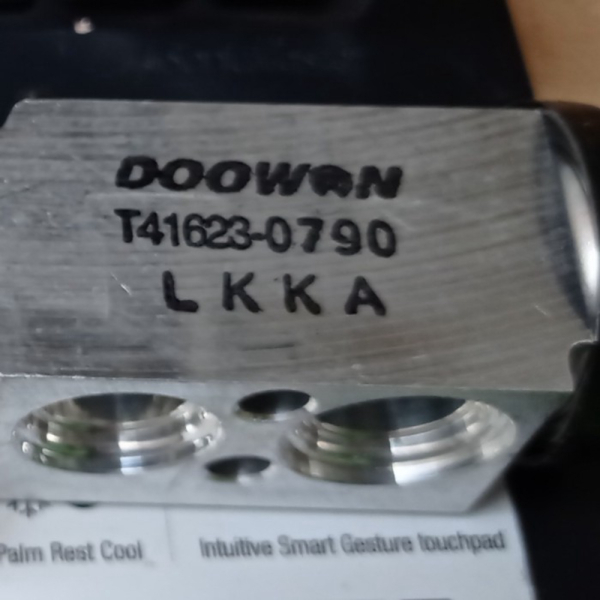 DOOWON
T41623-0790
LKKA
Palm Rest Cool
Intuitive Smart Gesture touchpad